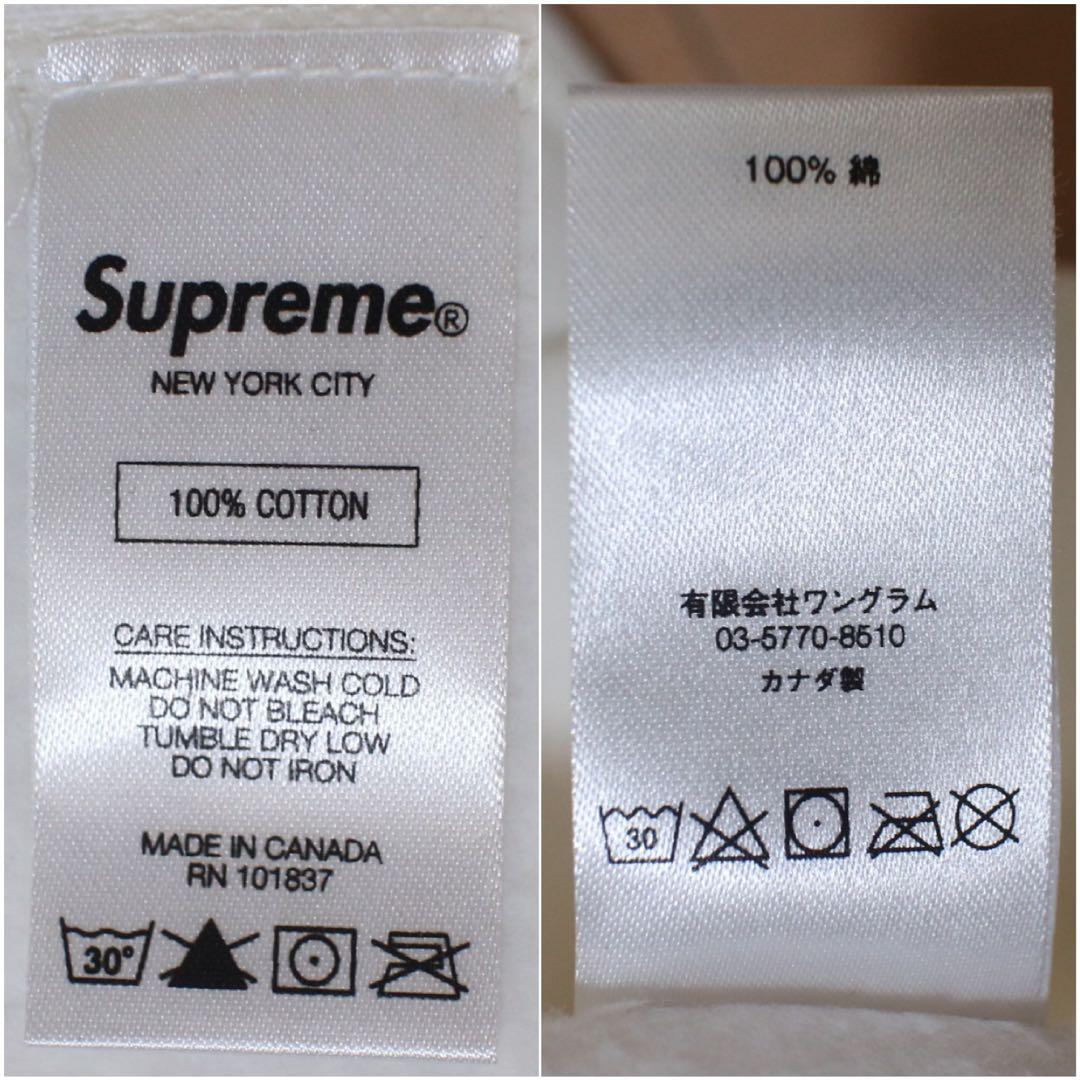 Supreme®
NEW YORK CITY
100% COTTON
CARE INSTRUCTIONS:
MACHINE WASH COLD
DO NOT BLEACH
TUMBLE DRY LOW
DO NOT IRON
MADE IN CANADA
RN 101837
30°
100% 綿
有限会社ワングラム
03-5770-8610
カナダ製
30